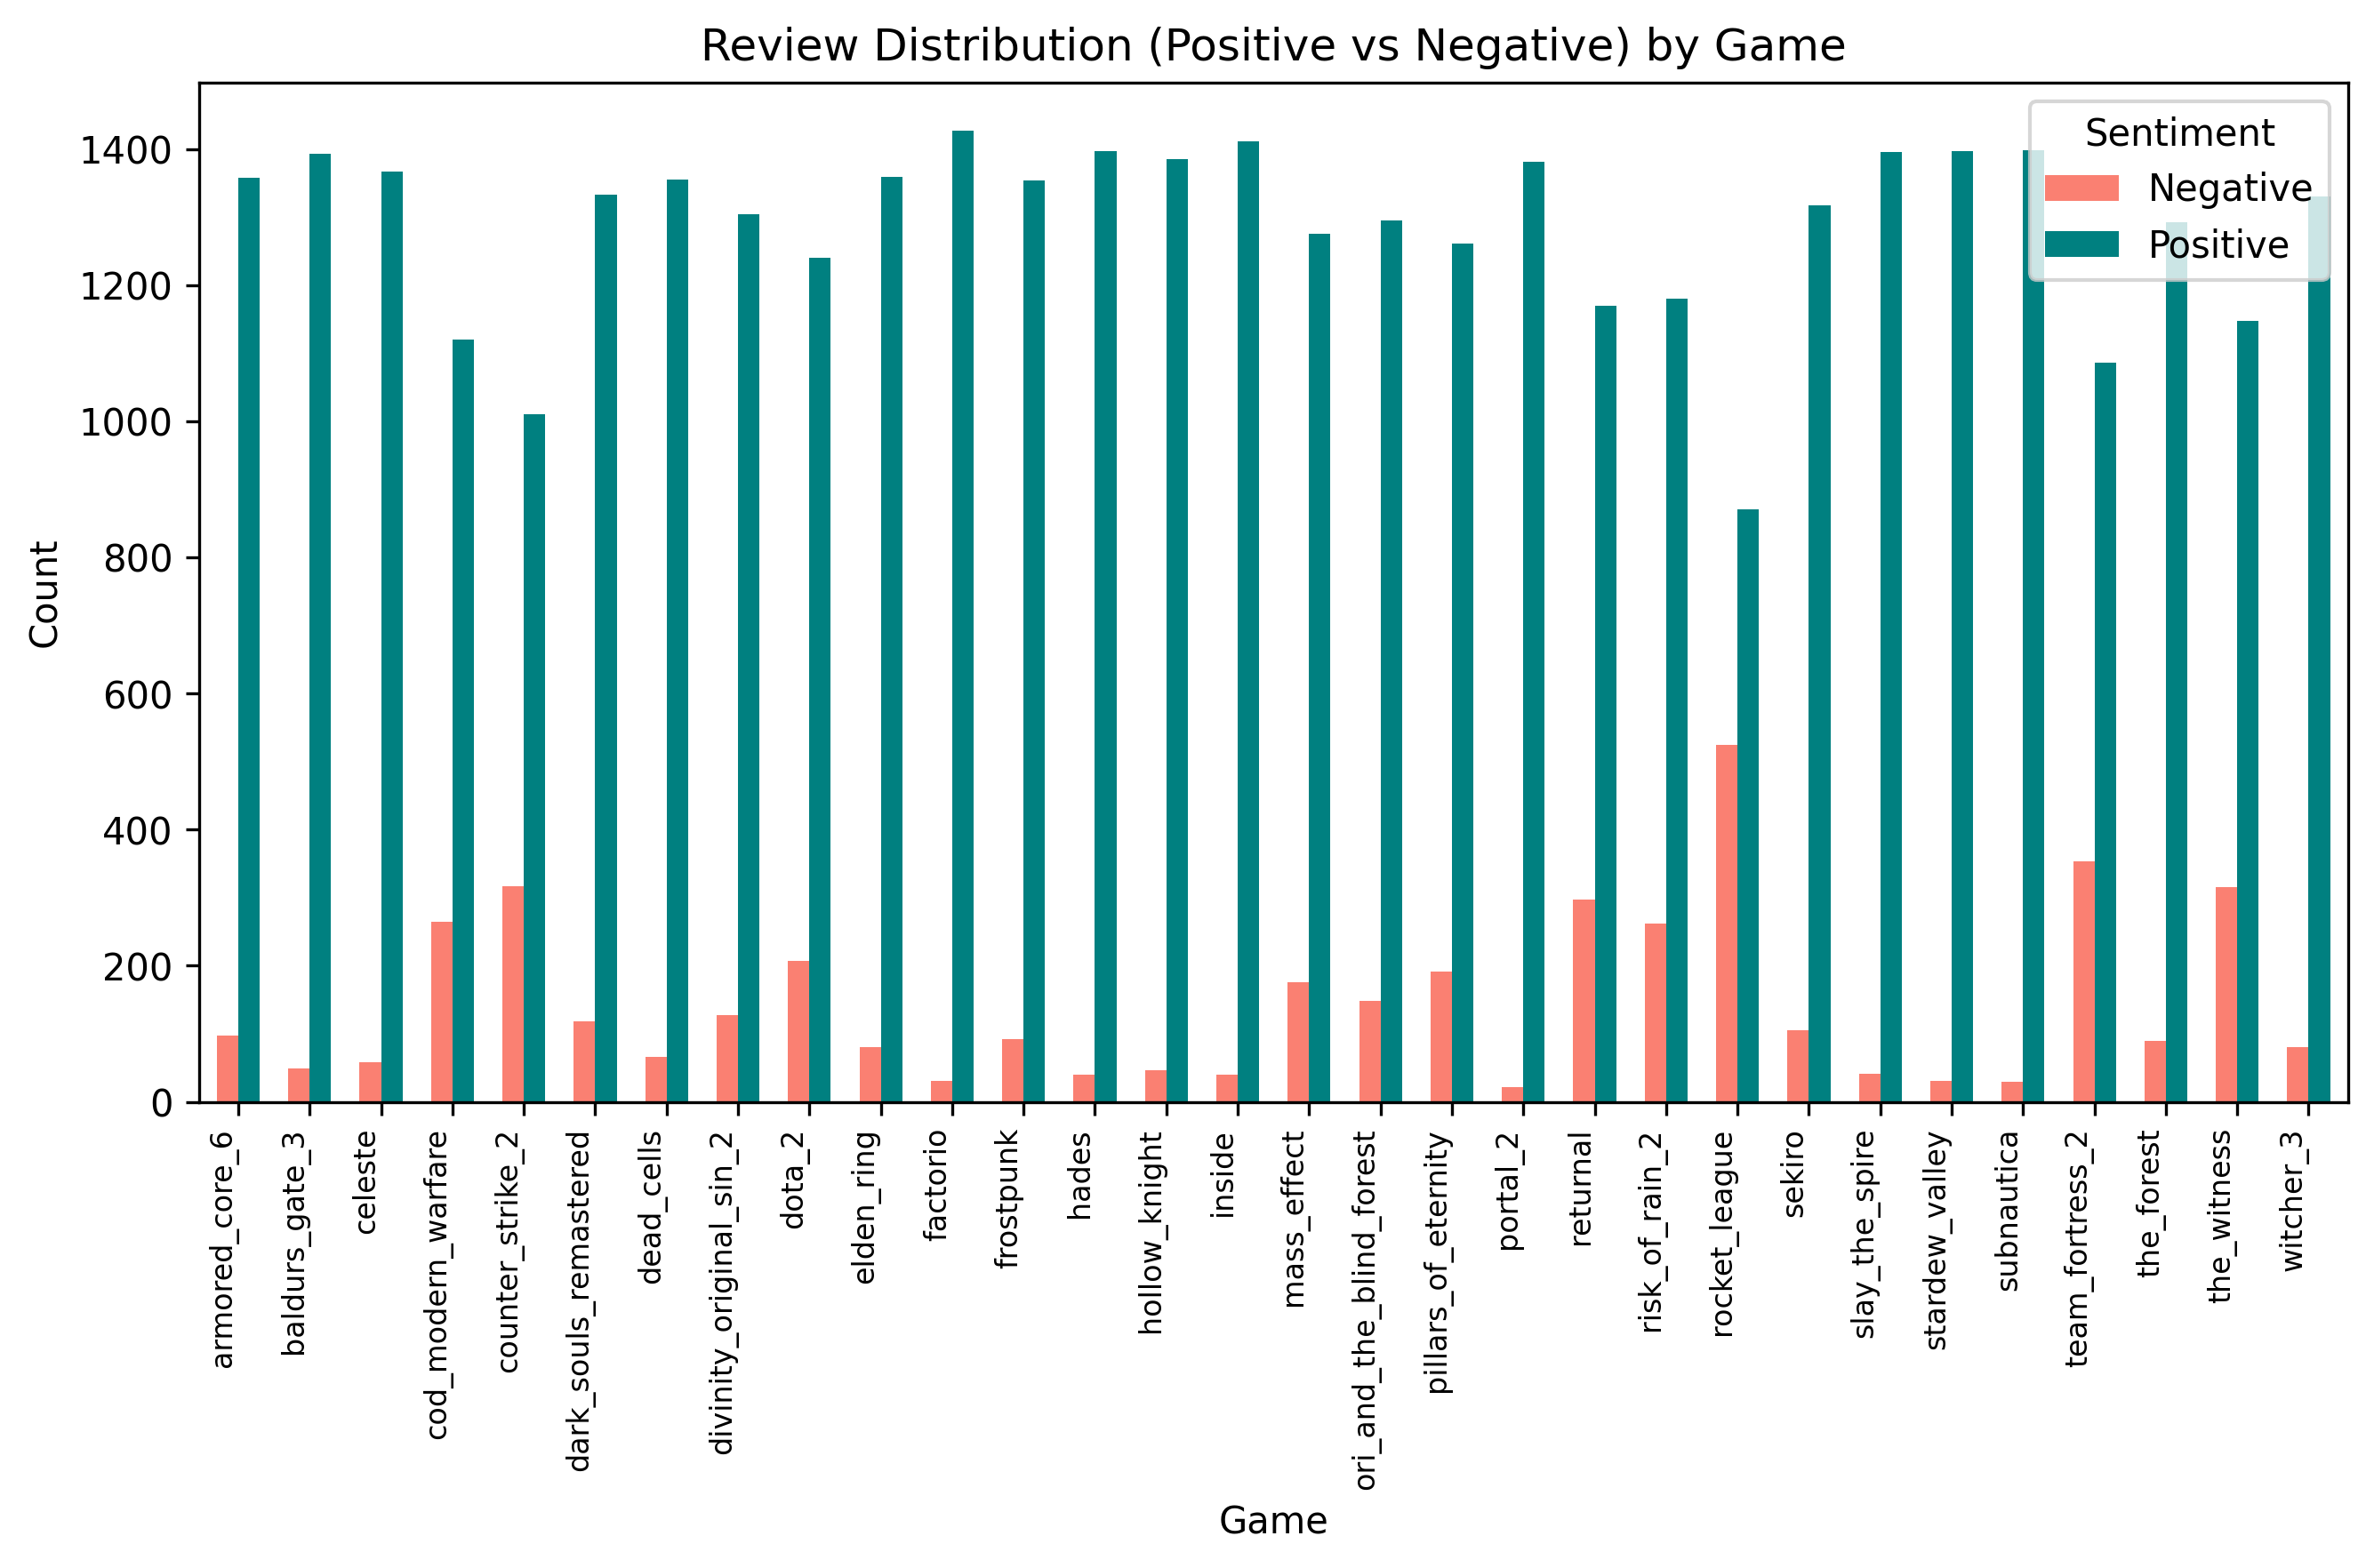 Review Distribution (Positive vs Negative) by Game
Sentiment
Negative
Positive
Count
1400
1200
1000
800
600
400
200
0
armored_core_6
baldurs_gate_3
celeste
cod_modern_warfare
counter_strike_2
dark_souls_remastered
dead_cells
divinity_original_sin_2
dota_2
elden_ring
factorio
frostpunk
hades
hollow_knight
inside
mass_effect
ori_and_the_blind_forest
pillars_of_eternity
portal_2
returnal
risk_of_rain_2
rocket_league
sekiro
slay_the_spire
stardew_valley
subnautica
team_fortress_2
the_forest
the_witness
witcher_3
Game